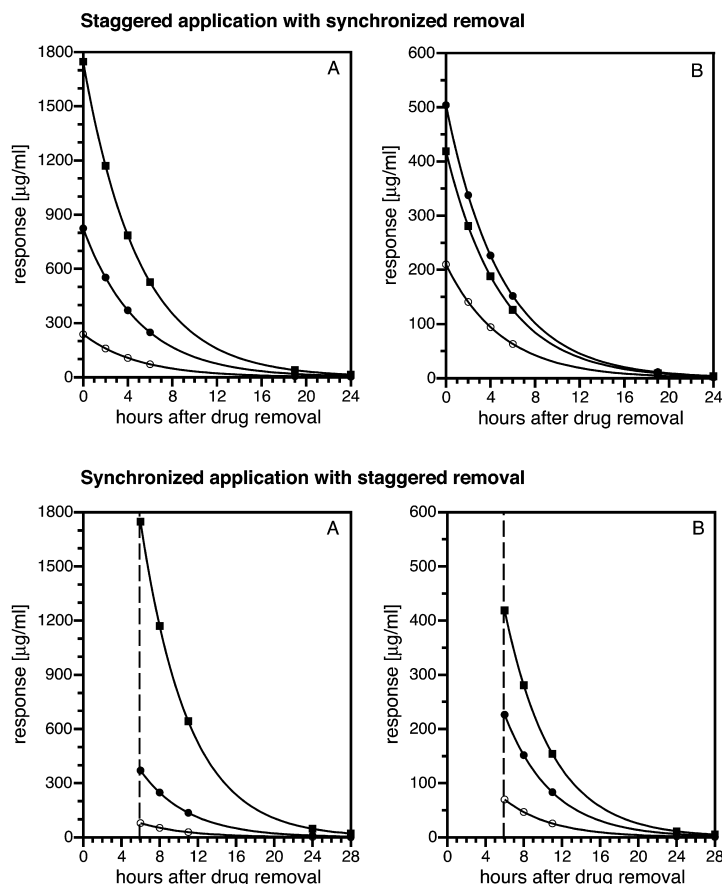 Staggered application with synchronized removal
A
1800
1500
1200
900
600
300
0
response [µg/ml]
0 4 8 12 16 20 24
hours after drug removal
B
600
500
400
300
200
100
0
response [µg/ml]
0 4 8 12 16 20 24
hours after drug removal
Synchronized application with staggered removal
A
1800
1500
1200
900
600
300
0
response [µg/ml]
0 4 8 12 16 20 24 28
hours after drug removal
B
600
500
400
300
200
100
0
response [µg/ml]
0 4 8 12 16 20 24 28
hours after drug removal